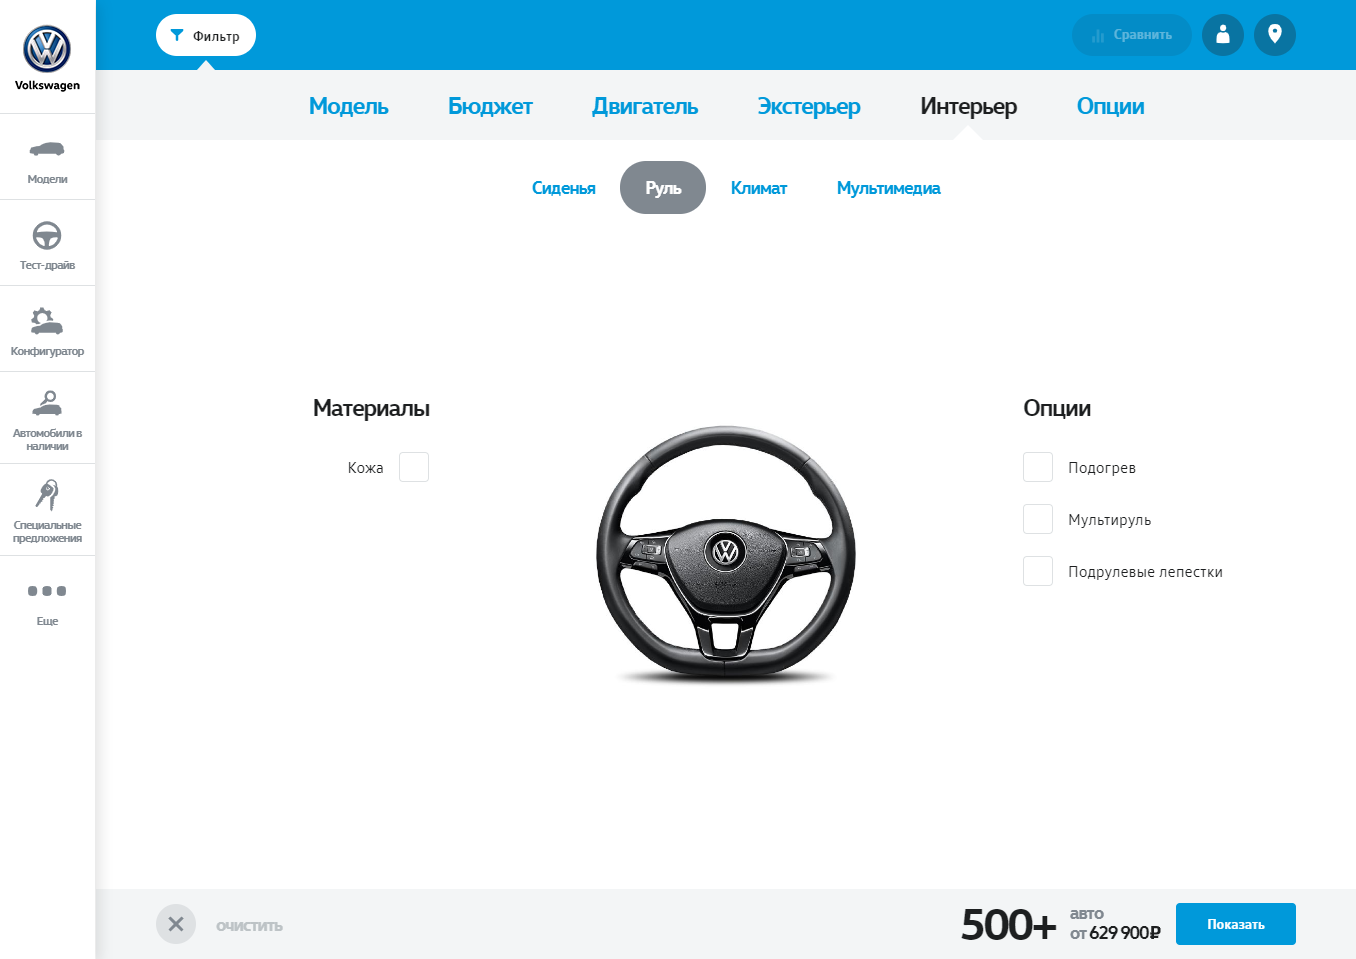 Volkswagen
Модели
Тест-драйв
Конфигуратор
Автомобили в
наличии
Специальные
предложения
Еще
Фильтр
Сравнить
Модель Бюджет Двигатель Экстерьер Интерьер Опции
Сиденья Руль Климат Мультимедиа
Материалы
Кожа
Опции
Подогрев
Мультируль
Подрулевые лепестки
ОЧИСТИТЬ
500+
авто
от 629 900₽
Показать